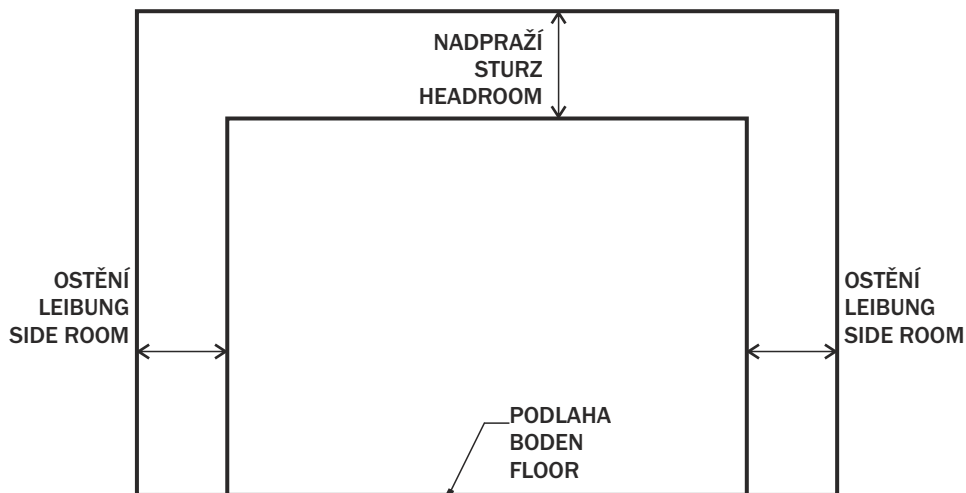 NADPRAŽÍ
STURZ
HEADROOM
OSTĚNÍ
LEIBUNG
SIDE ROOM
OSTĚNÍ
LEIBUNG
SIDE ROOM
PODLAHA
BODEN
FLOOR